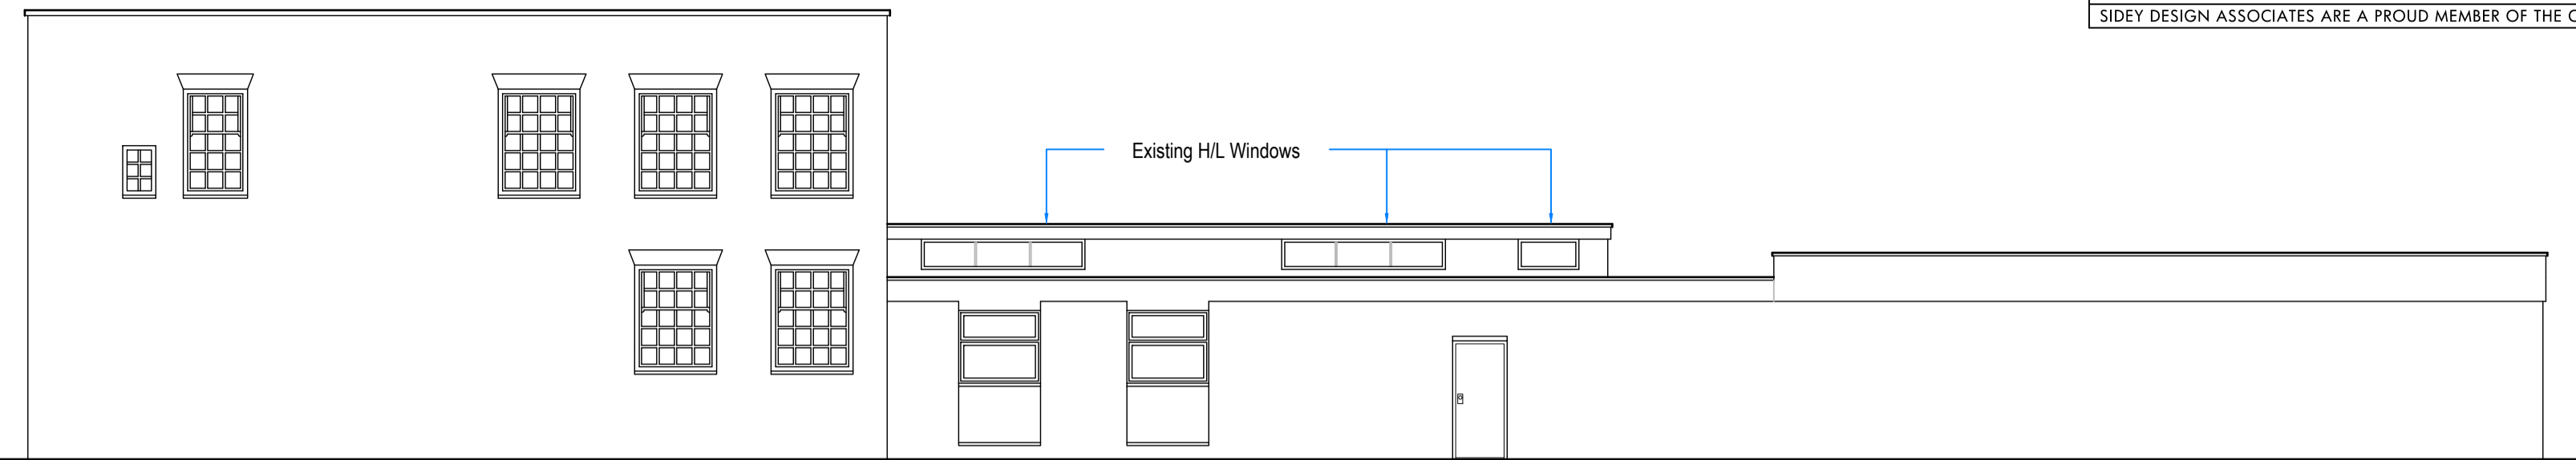 SIDEY DESIGN ASSOCIATES ARE A PROUD MEMBER OF THE
Existing H/L Windows